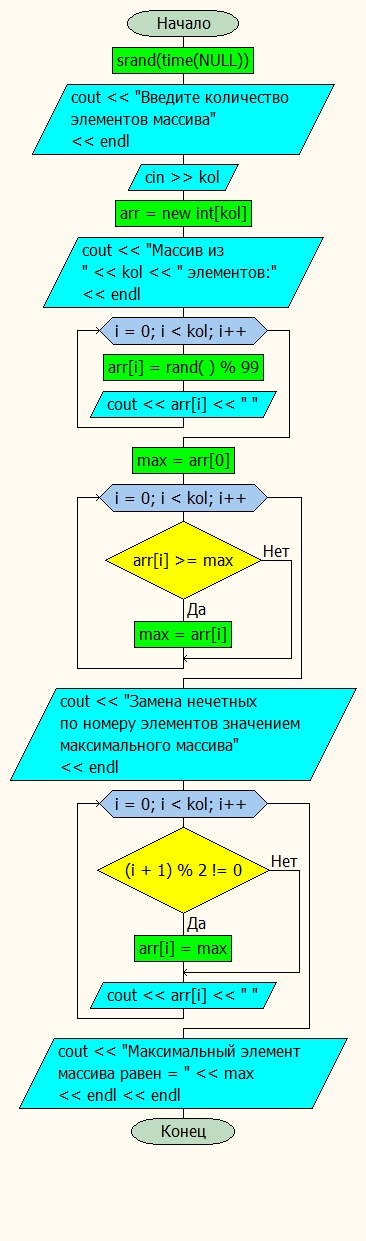 Начало
srand(time(NULL))
cout << "Введите количество
элементов массива"
<< endl
cin >> kol
arr = new int[kol]
cout << "Массив из
" << kol << " элементов:"
<< endl
i = 0; i < kol; i++
arr[i] = rand( ) % 99
cout << arr[i] << " "
max = arr[0]
i = 0; i < kol; i++
arr[i] >= max
Нет
Да
max = arr[i]
cout << "Замена нечетных
по номеру элементов значением
максимального массива"
<< endl
i = 0; i < kol; i++
(i + 1) % 2 != 0
Нет
Да
arr[i] = max
cout << arr[i] << " "
cout << "Максимальный элемент
массива равен = " << max
<< endl << endl
Конец